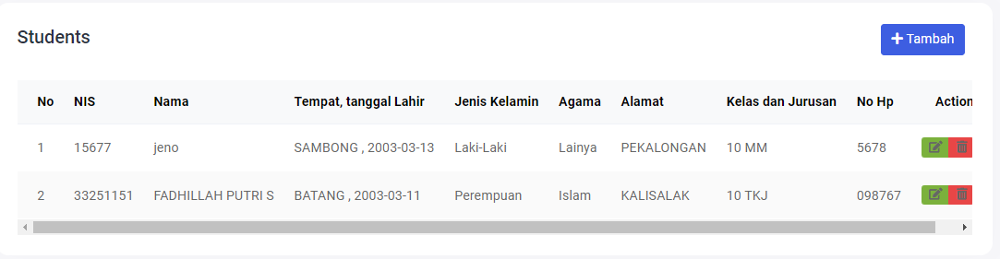 Students
Tambah
No NIS Nama Tempat, tanggal Lahir Jenis Kelamin Agama Alamat Kelas dan Jurusan No Hp Action
1 15677 jeno SAMBONG , 2003-03-13 Laki-Laki Lainya PEKALONGAN 10 MM 5678
2 33251151 FADHILLAH PUTRI S BATANG , 2003-03-11 Perempuan Islam KALISALAK 10 TKJ 098767